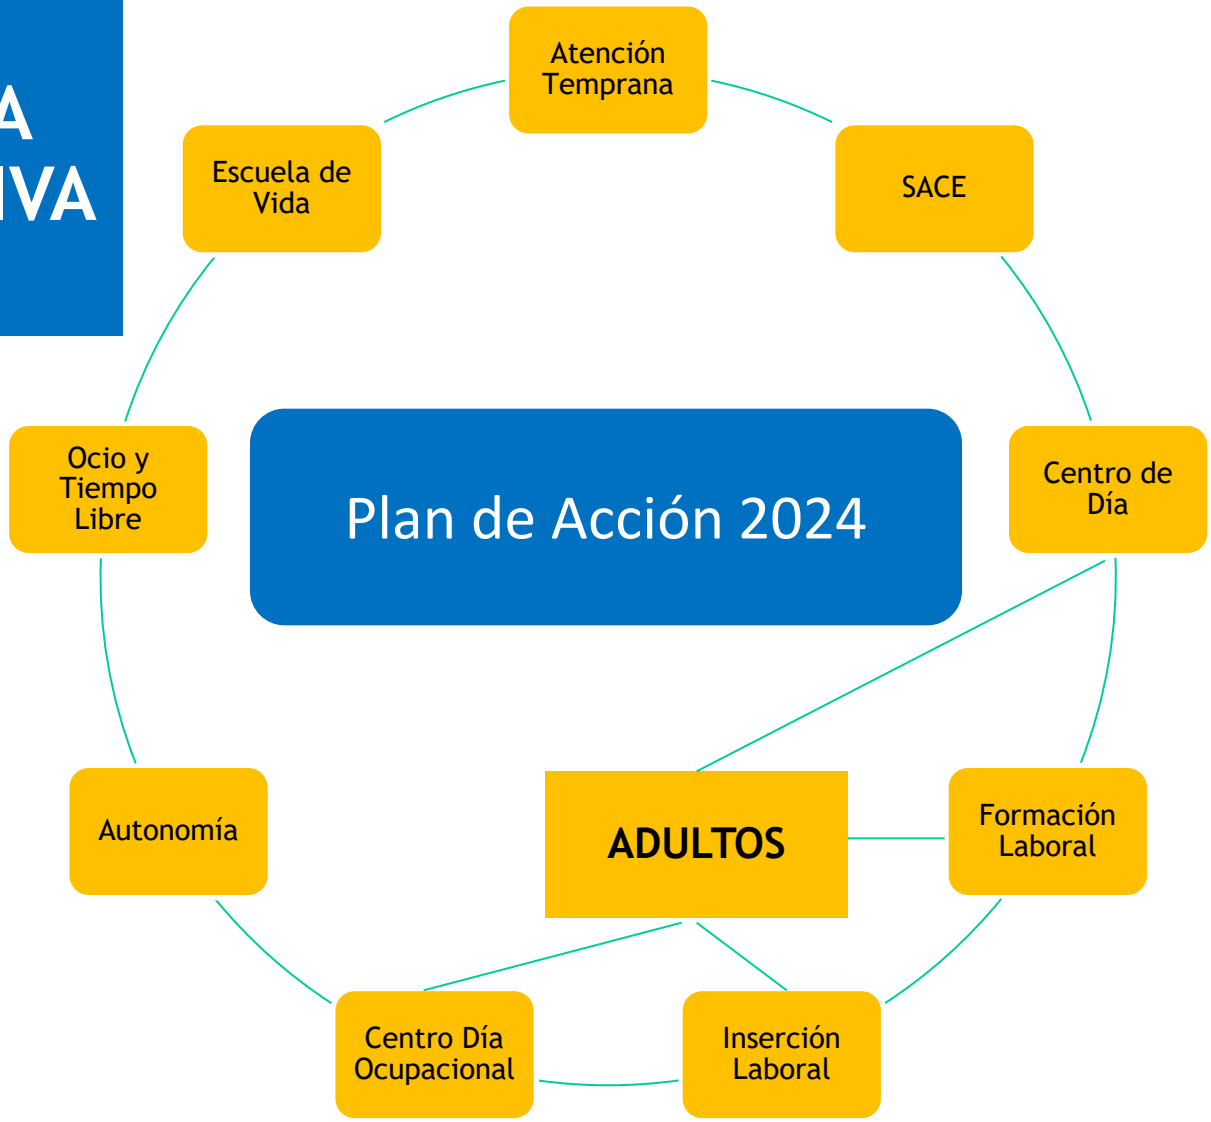 Atención
Temprana
SACE
Escuela de
Vida
Ocio y
Tiempo
Libre
Plan de Acción 2024
Centro de
Día
Autonomía
ADULTOS
Formación
Laboral
Centro Día
Ocupacional
Inserción
Laboral